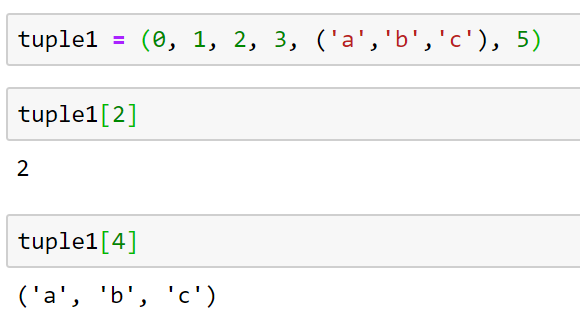 tuple1 = (0, 1, 2, 3, ('a','b','c'), 5)
tuple1[2]
2
tuple1[4]
('a', 'b', 'c')